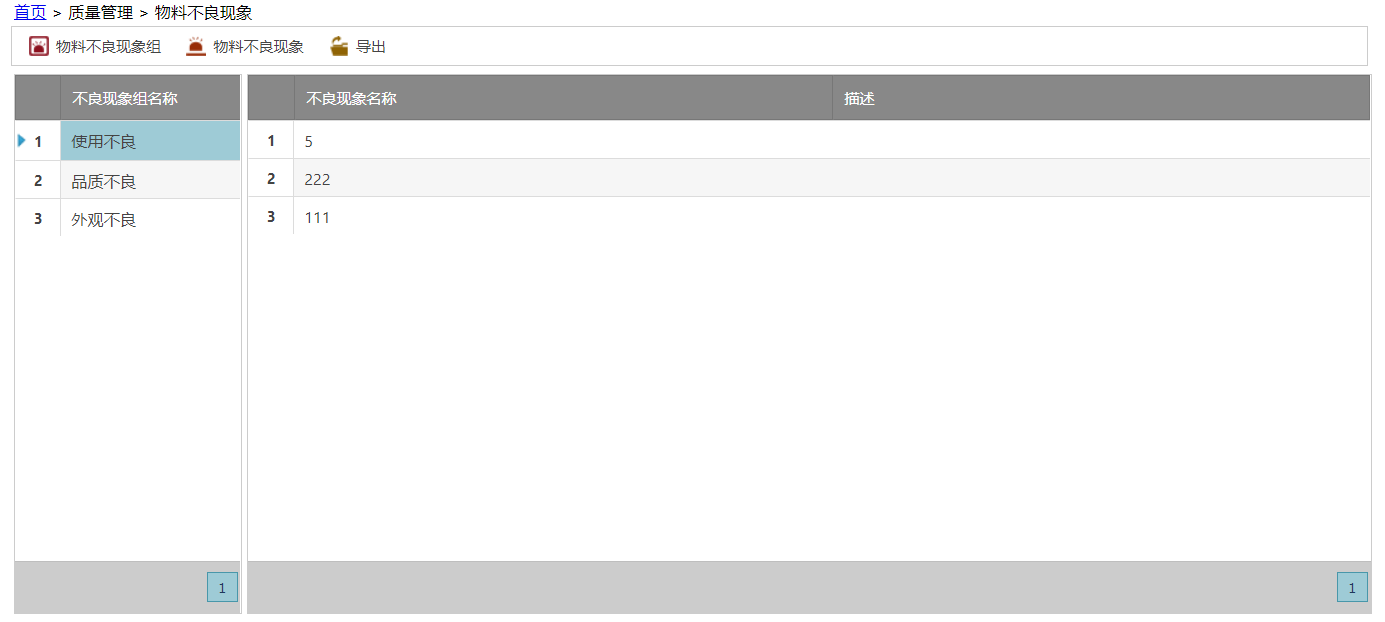 首页 > 质量管理 > 物料不良现象
物料不良现象组 物料不良现象 导出
不良现象组名称
1 使用不良
2 品质不良
3 外观不良
1
不良现象名称 描述
1 5
2 222
3 111
1